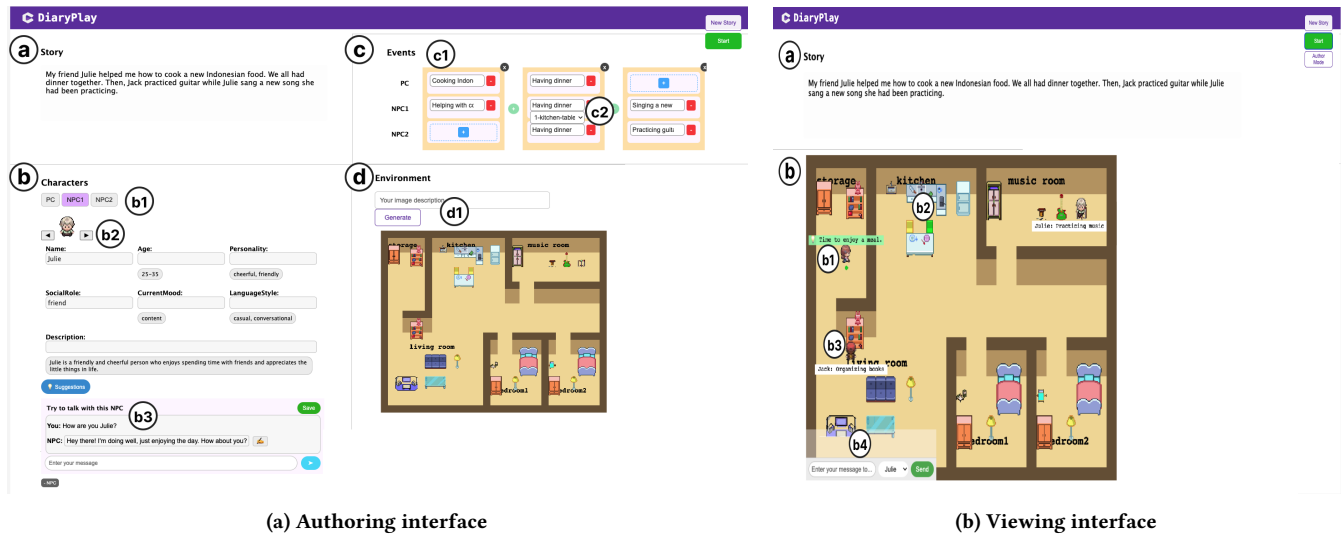 DiaryPlay
New Story
Start
a
Story
My friend Julie helped me how to cook a new Indonesian food. We all had
dinner together. Then, Jack practiced guitar while Julie sang a new song she
had been practicing.
c
Events
c1
x
x
x
PC
Cooking Indon
-
Having dinner
-
+
NPC1
Helping with cc
-
+
Having dinner
c2
Singing a new
-
1-kitchen-table
NPC2
+
Having dinner
-
Practicing guita
-
b
Characters
PC
NPC1
NPC2
b1
b2
Name:
Age:
Personality:
Julie
25-35
cheerful, friendly
SocialRole:
CurrentMood:
LanguageStyle:
friend
content
casual, conversational
Description:
Julie is a friendly and cheerful person who enjoys spending time with friends and appreciates the
little things in life.
Suggestions
Try to talk with this NPC
b3
Save
You: How are you Julie?
NPC: Hey there! I'm doing well, just enjoying the day. How about you?
Enter your message
- NPC
d
Environment
Your image description
d1
Generate
storage
kitchen
music room
living room
bedroom1
bedroom2
(a) Authoring interface
DiaryPlay
New Story
Start
Author
Mode
a
Story
My friend Julie helped me how to cook a new Indonesian food. We all had dinner together. Then, Jack practiced guitar while Julie
sang a new song she had been practicing.
b
storage
kitchen
music room
b2
Julie: Practicing music
Time to enjoy a meal.
b1
b3
living room
Jack: Organizing books
b4
bedroom1
bedroom2
Enter your message to...
Julie
Send
(b) Viewing interface